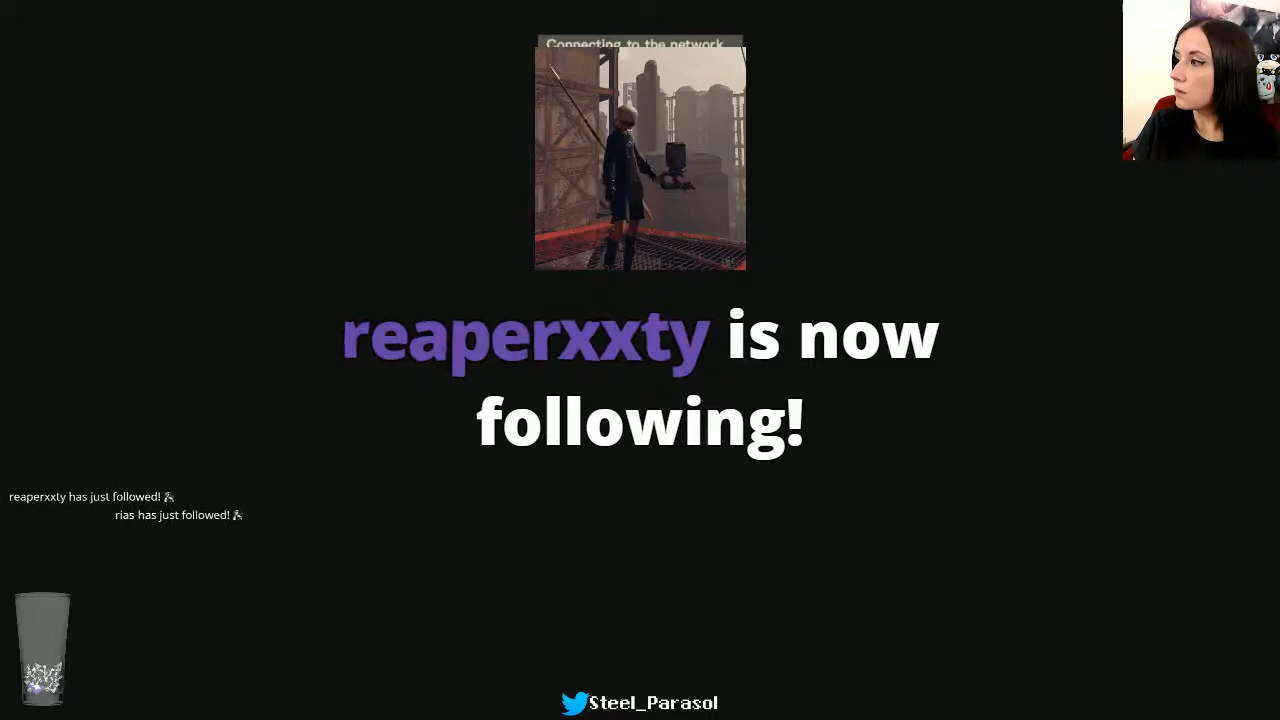 Connecting to the network
reaperxxty is now
following!
reaperxxty has just followed!
rias has just followed!
Steel_Parasol